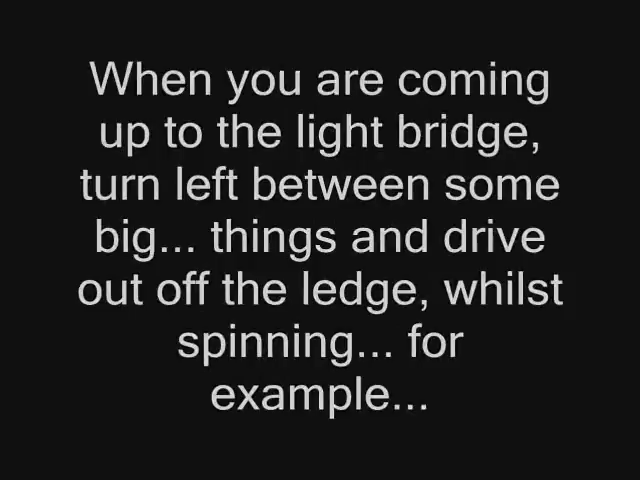 When you are coming
up to the light bridge,
turn left between some
big... things and drive
out off the ledge, whilst
spinning... for
example...